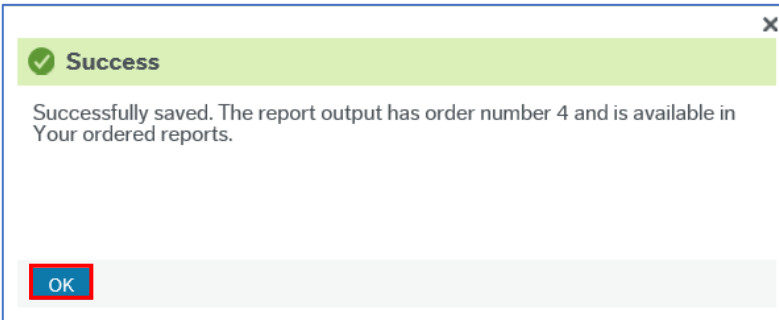 Success
Successfully saved. The report output has order number 4 and is available in
Your ordered reports.
OK